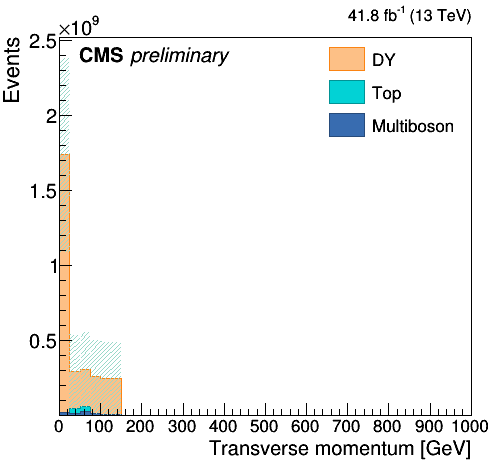 41.8 fb⁻¹ (13 TeV)
×10⁹
CMS preliminary
DY
Top
Multiboson
Events
2.5
2
1.5
1
0.5
0 100 200 300 400 500 600 700 800 900 1000
Transverse momentum [GeV]